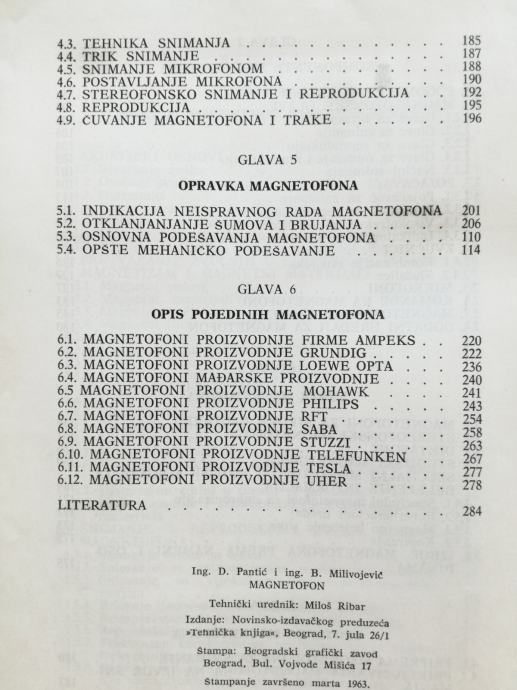 4.3. TEHNIKA SNIMANJA . . . . . . . . . . . . 185
4.4. TRIK SNIMANJE . . . . . . . . . . . . . 187
4.5. SNIMANJE MIKROFONOM . . . . . . . . . . 188
4.6. POSTAVLJANJE MIKROFONA . . . . . . . . . 190
4.7. STEREOFONSKO SNIMANJE I REPRODUKCIJA . . 192
4.8. REPRODUKCIJA . . . . . . . . . . . . . 195
4.9. ČUVANJE MAGNETOFONA I TRAKE . . . . . . 196
GLAVA 5
OPRAVKA MAGNETOFONA
5.1. INDIKACIJA NEISPRAVNOG RADA MAGNETOFONA 201
5.2. OTKLANJANJANJE ŠUMOVA I BRUJANJA . . . . 206
5.3. OSNOVNA PODEŠAVANJA MAGNETOFONA . . . . 110
5.4. OPŠTE MEHANIČKO PODEŠAVANJE . . . . . 114
GLAVA 6
OPIS POJEDINIH MAGNETOFONA
6.1. MAGNETOFONI PROIZVODNJE FIRME AMPEKS . . 220
6.2. MAGNETOFONI PROIZVODNJE GRUNDIG . . . . 222
6.3. MAGNETOFONI PROIZVODNJE LOEWE OPTA . . . 236
6.4. MAGNETOFONI MAĐARSKE PROIZVODNJE . . . . 240
6.5 MAGNETOFONI PROIZVODNJE MOHAWK . . . . 241
6.6. MAGNETOFONI PROIZVODNJE PHILIPS . . . . 243
6.7. MAGNETOFONI PROIZVODNJE RFT . . . . . . 254
6.8. MAGNETOFONI PROIZVODNJE SABA . . . . . 258
6.9. MAGNETOFONI PROIZVODNJE STUZZI . . . . 263
6.10. MAGNETOFONI PROIZVODNJE TELEFUNKEN . . 267
6.11. MAGNETOFONI PROIZVODNJE TESLA . . . . . 277
6.12. MAGNETOFONI PROIZVODNJE UHER . . . . . 278
LITERATURA . . . . . . . . . . . . . . . 284
Ing. D. Pantić i ing. B. Milivojević
MAGNETOFON
Tehnički urednik: Miloš Ribar
Izdanje: Novinsko-izdavačkog preduzeća
»Tehnička knjiga«, Beograd, 7. jula 26/1
Štampa: Beogradski grafički zavod
Beograd, Bul. Vojvode Mišića 17
Štampanje završeno marta 1963.